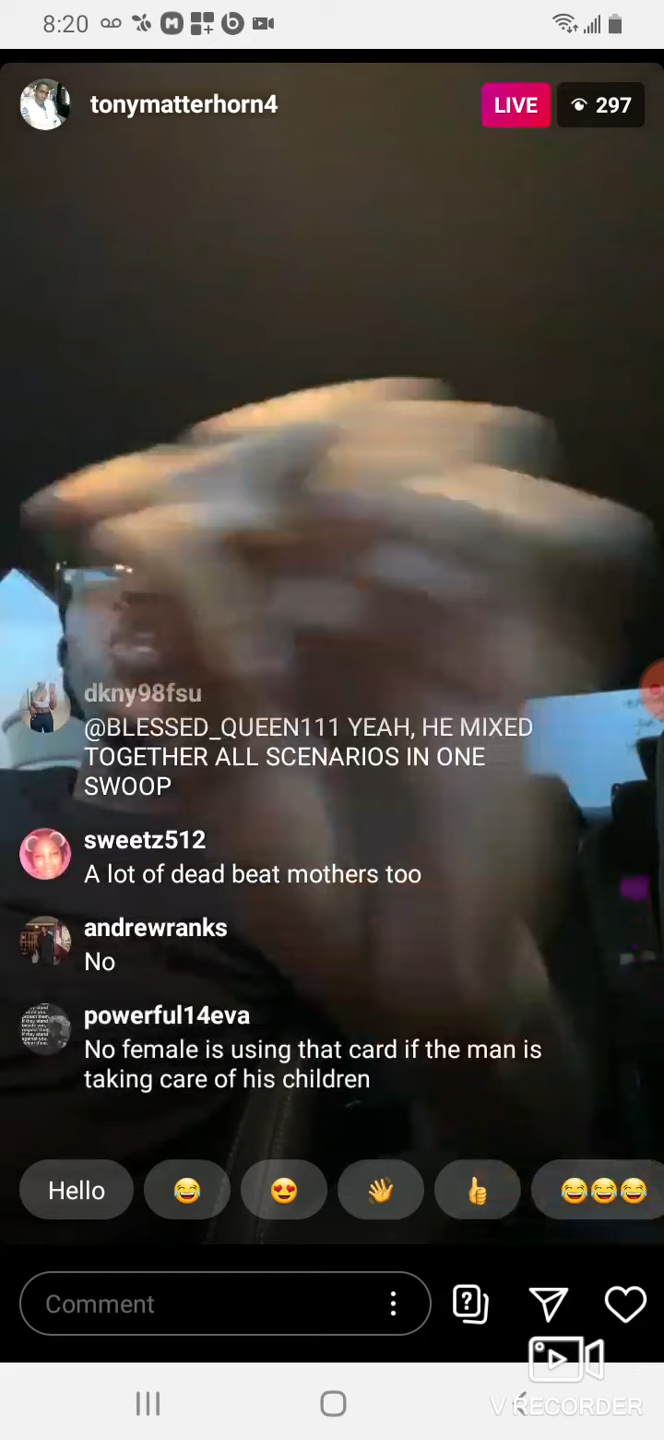 8:20
tonymatterhorn4
LIVE
297
dkny98fsu
@BLESSED_QUEEN111 YEAH, HE MIXED
TOGETHER ALL SCENARIOS IN ONE
SWOOP
sweetz512
A lot of dead beat mothers too
andrewranks
No
powerful14eva
No female is using that card if the man is
taking care of his children
Hello
Comment
V RECORDER